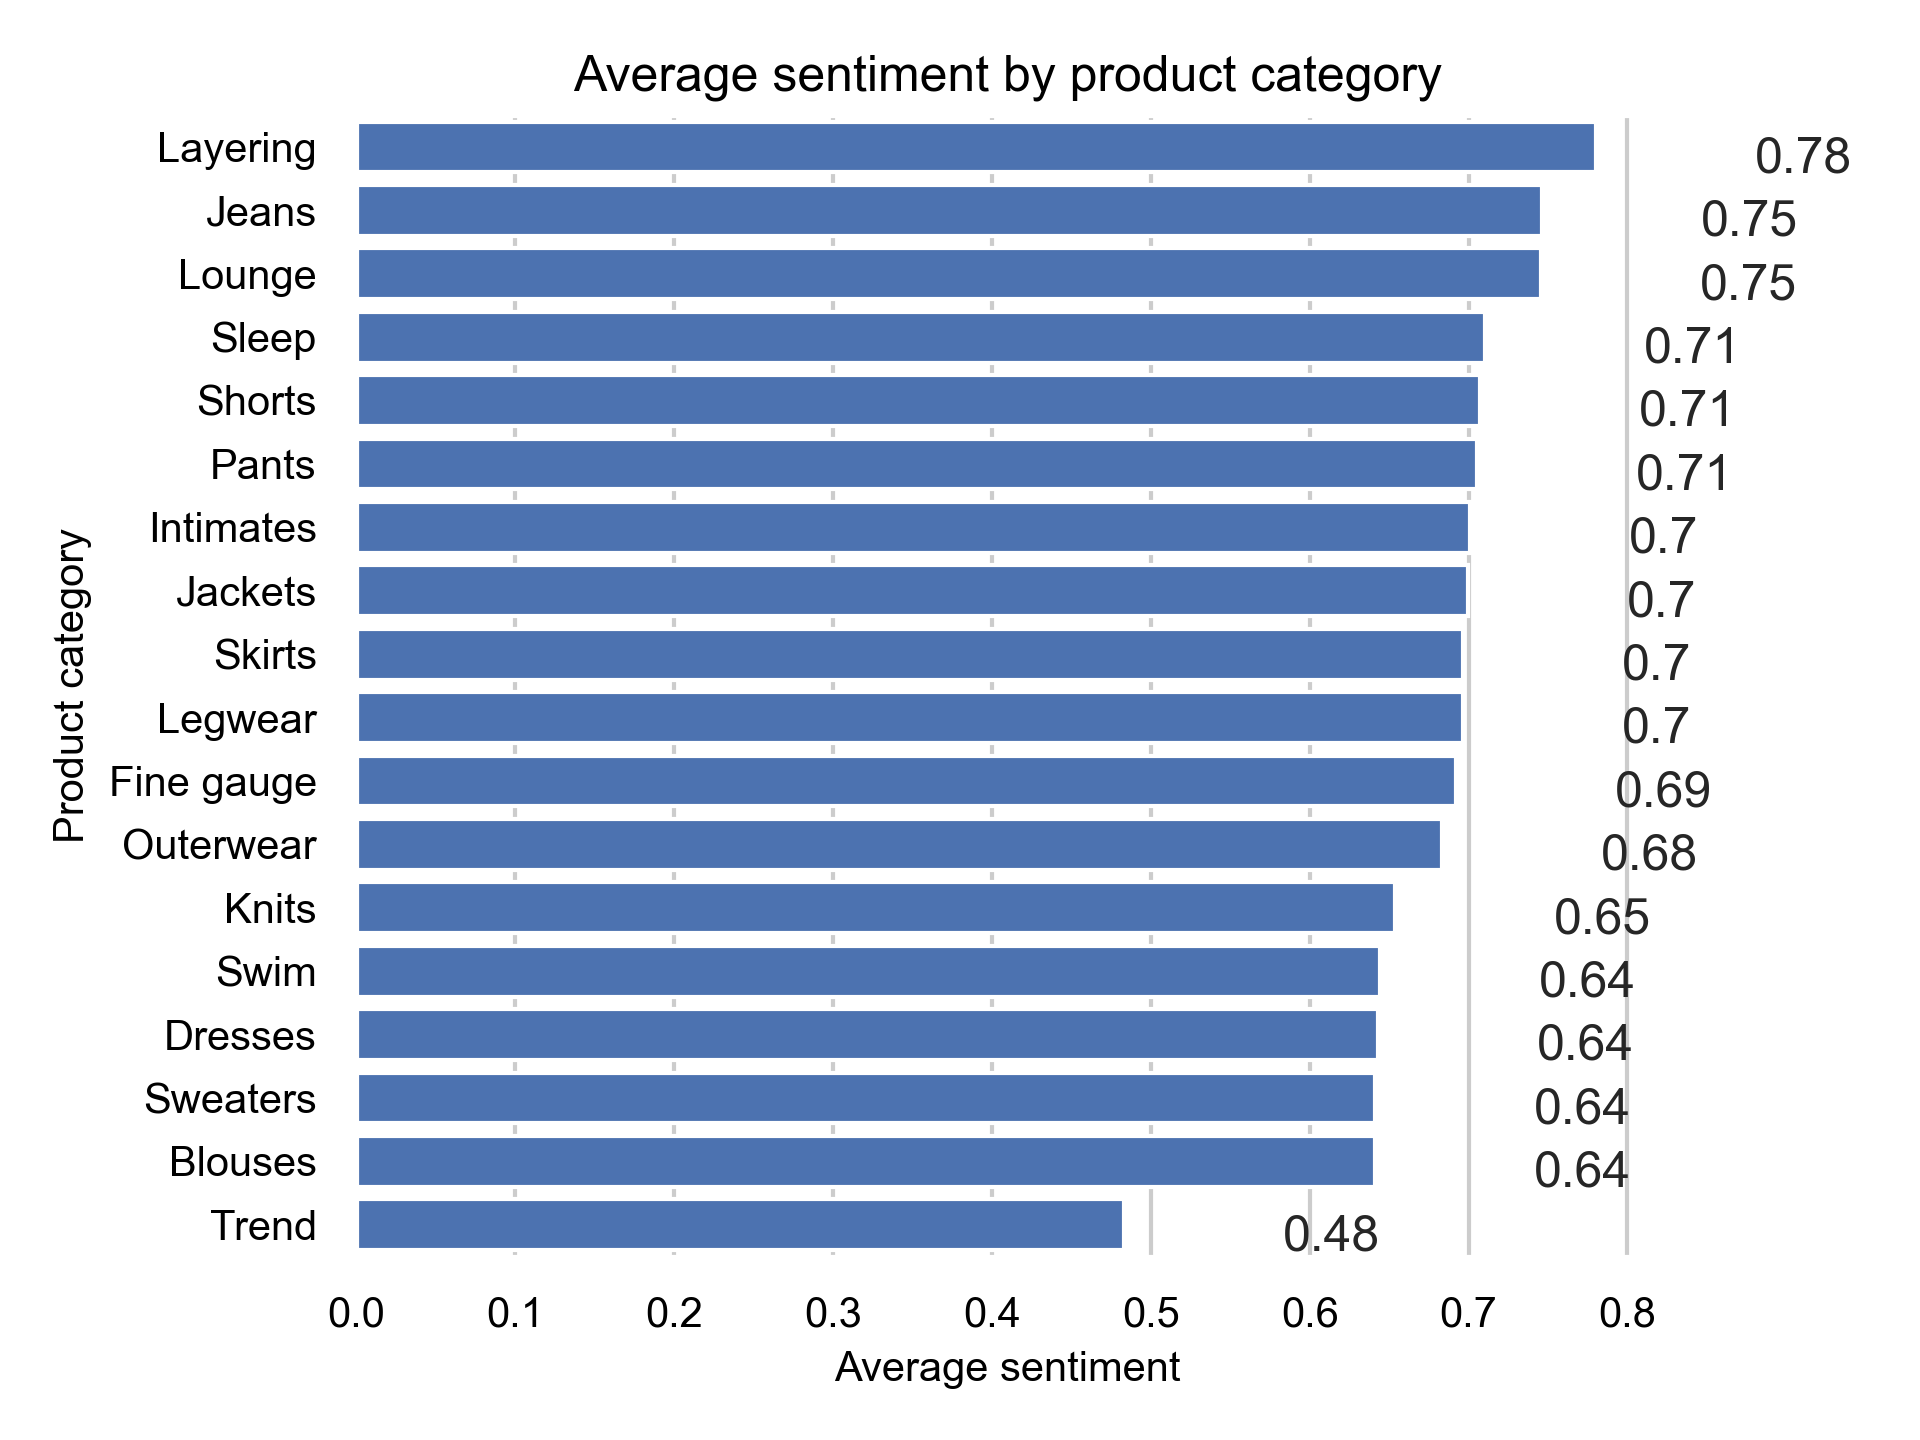 Average sentiment by product category
Product category
Layering 0.78
Jeans 0.75
Lounge 0.75
Sleep 0.71
Shorts 0.71
Pants 0.71
Intimates 0.7
Jackets 0.7
Skirts 0.7
Legwear 0.7
Fine gauge 0.69
Outerwear 0.68
Knits 0.65
Swim 0.64
Dresses 0.64
Sweaters 0.64
Blouses 0.64
Trend 0.48
0.0 0.1 0.2 0.3 0.4 0.5 0.6 0.7 0.8
Average sentiment